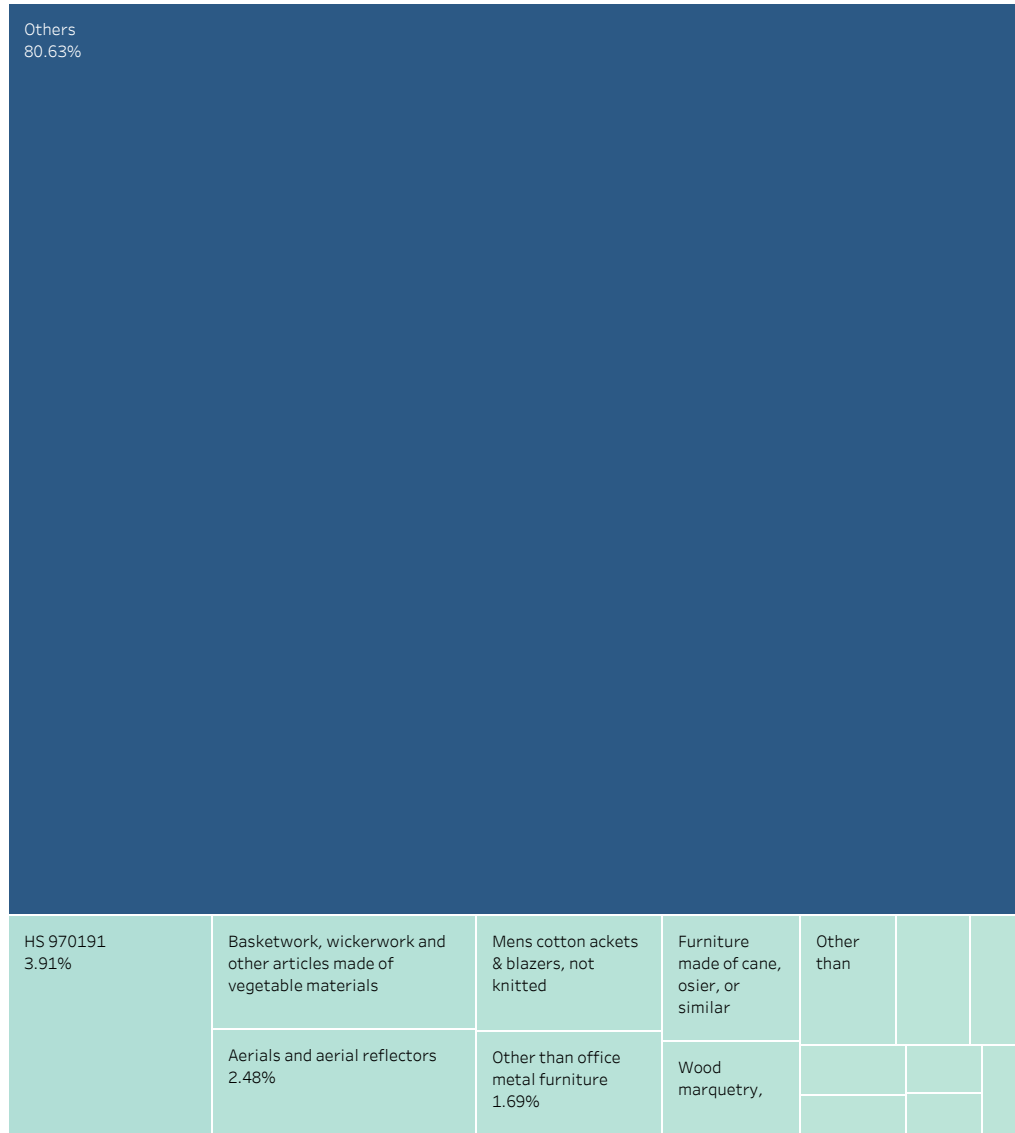 Others
80.63%
HS 970191
3.91%
Basketwork, wickerwork and
other articles made of
vegetable materials
Aerials and aerial reflectors
2.48%
Mens cotton ackets
& blazers, not
knitted
Other than office
metal furniture
1.69%
Furniture
made of cane,
osier, or
similar
Wood
marquetry,
Other
than